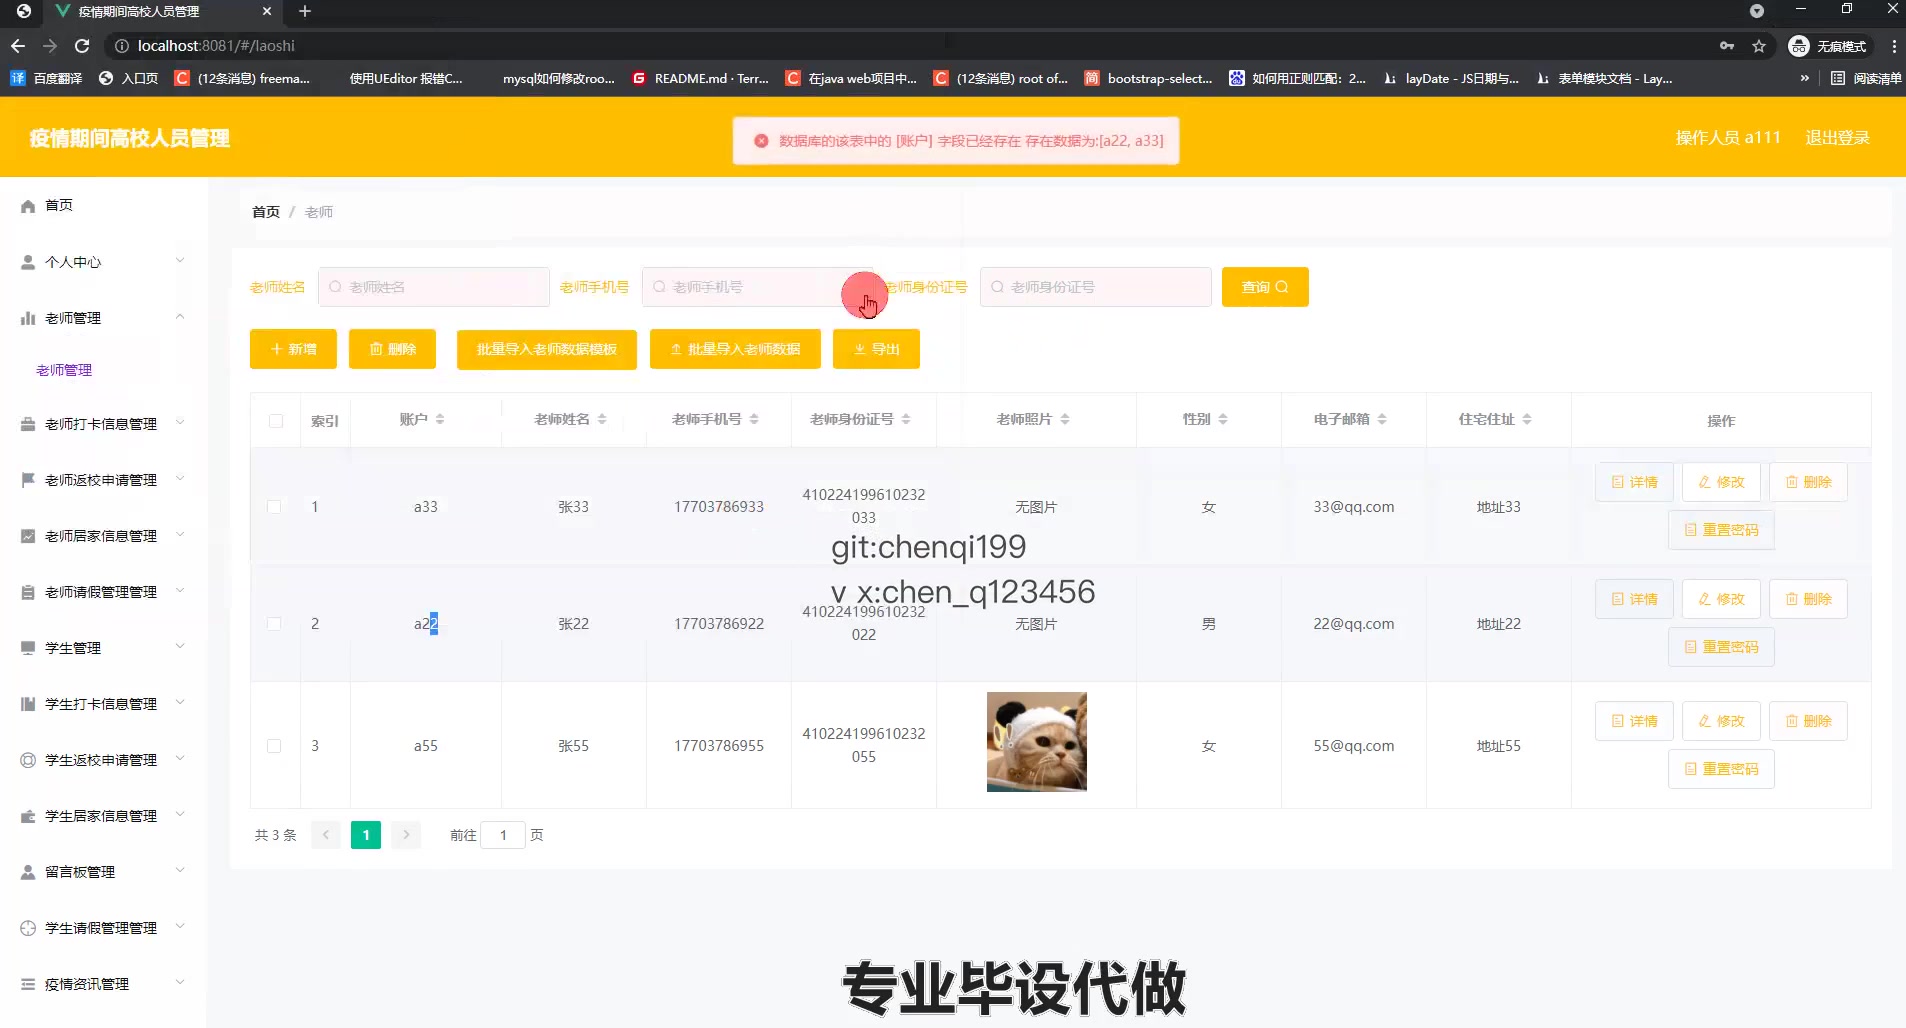 疫情期间高校人员管理
localhost:8081/#/laoshi
无痕模式
百度翻译
入口页
(12条消息) freema...
使用UEditor 报错C...
mysql如何修改roo...
README.md · Terr...
在java web项目中...
(12条消息) root of...
bootstrap-select...
如何用正则匹配：2...
layDate - JS日期与...
表单模块文档 - Lay...
»
阅读清单
疫情期间高校人员管理
数据库的该表中的 [账户] 字段已经存在 存在数据为:[a22, a33]
操作人员 a111
退出登录
首页
个人中心
老师管理
老师管理
老师打卡信息管理
老师返校申请管理
老师居家信息管理
老师请假管理管理
学生管理
学生打卡信息管理
学生返校申请管理
学生居家信息管理
留言板管理
学生请假管理管理
疫情资讯管理
首页 / 老师
老师姓名 老师姓名 老师手机号 老师手机号 老师身份证号 老师身份证号 查询
新增 删除 批量导入老师数据模板 批量导入老师数据 导出
索引 账户 老师姓名 老师手机号 老师身份证号 老师照片 性别 电子邮箱 住宅住址 操作
1 a33 张33 17703786933 410224199610232033 无图片 女 33@qq.com 地址33 详情 修改 删除
重置密码
git:chenqi199
v x:chen_q123456
2 a22 张22 17703786922 410224199610232022 无图片 男 22@qq.com 地址22 详情 修改 删除
重置密码
3 a55 张55 17703786955 410224199610232055 女 55@qq.com 地址55 详情 修改 删除
重置密码
共 3 条 1 前往 1 页
专业毕设代做